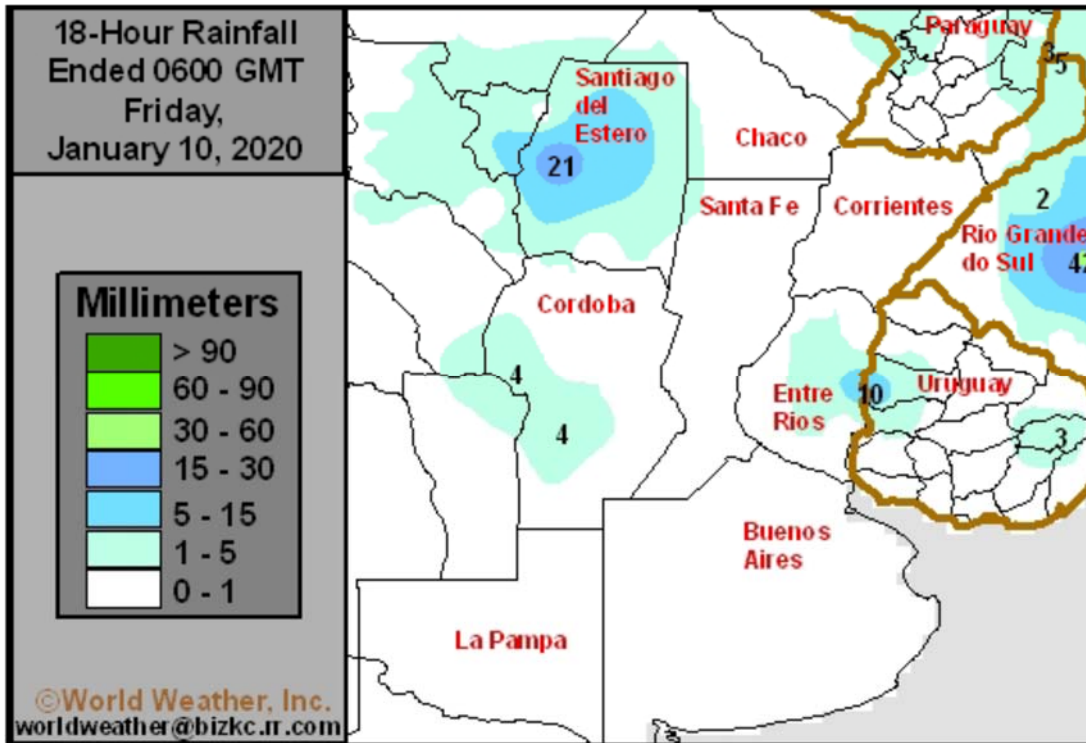 18-Hour Rainfall
Ended 0600 GMT
Friday,
January 10, 2020
Millimeters
> 90
60 - 90
30 - 60
15 - 30
5 - 15
1 - 5
0 - 1
©World Weather, Inc.
worldweather@bizkc.rr.com
Paraguay
3
5
Santiago
del
Estero
Chaco
21
Santa Fe
Corrientes
2
Rio Grande
do Sul
Cordoba
4
Entre
Rios
10
Uruguay
4
3
Buenos
Aires
La Pampa